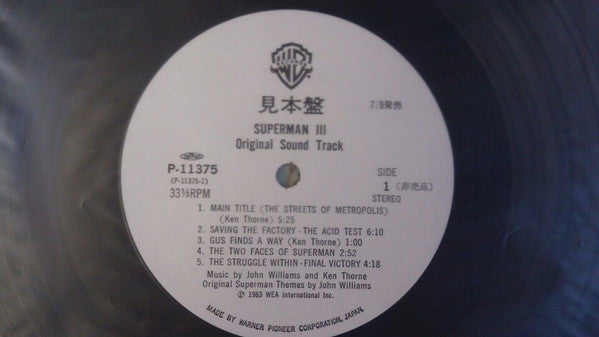 見本盤
7/9発売
SUPERMAN III
Original Sound Track
P-11375
(P-11375-1)
33⅓RPM
SIDE
1 (非売品)
STEREO
1. MAIN TITLE (THE STREETS OF METROPOLIS)
(Ken Thorne) 5:25
2. SAVING THE FACTORY - THE ACID TEST 6:10
3. GUS FINDS A WAY (Ken Thorne) 1:00
4. THE TWO FACES OF SUPERMAN 2:52
5. THE STRUGGLE WITHIN - FINAL VICTORY 4:18
Music by John Williams and Ken Thorne
Original Superman Themes by John Williams
Ⓟ 1983 WEA International Inc.
MADE BY WARNER PIONEER CORPORATION, JAPAN.